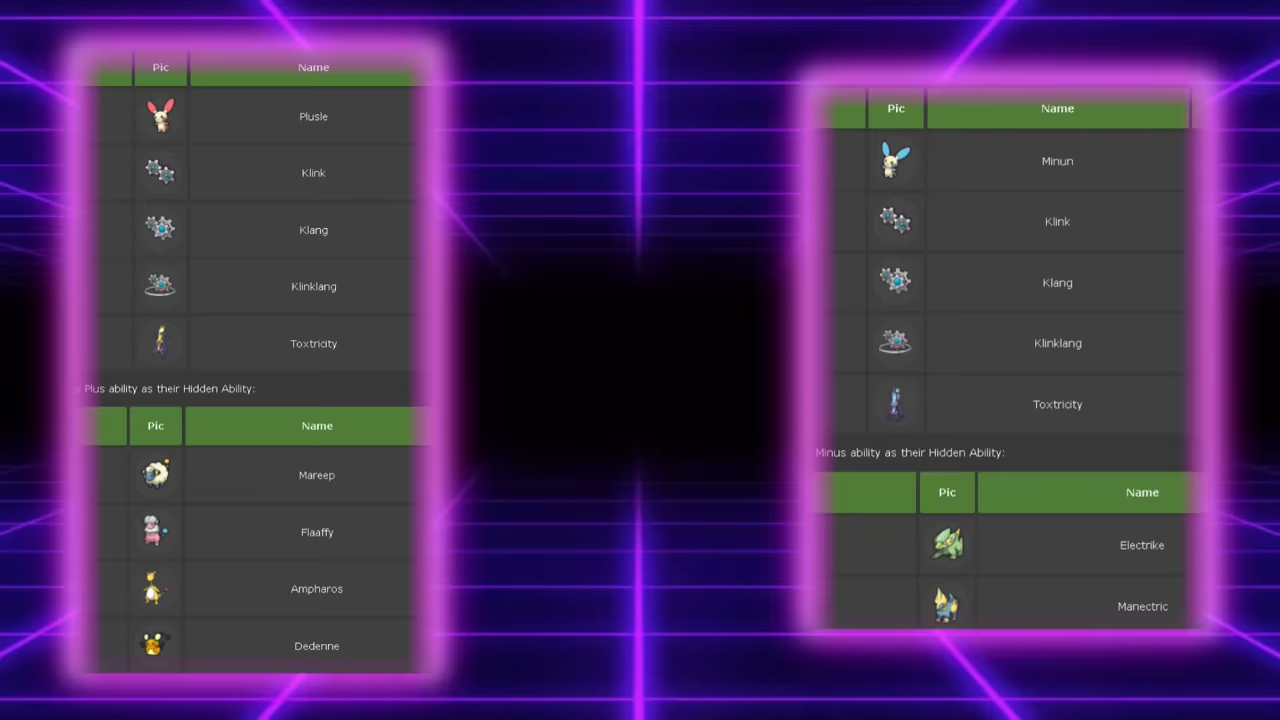 Pic Name
Plusle
Klink
Klang
Klinklang
Toxtricity
Plus ability as their Hidden Ability:
Pic Name
Mareep
Flaaffy
Ampharos
Dedenne
Pic Name
Minun
Klink
Klang
Klinklang
Toxtricity
Minus ability as their Hidden Ability:
Pic Name
Electrike
Manectric